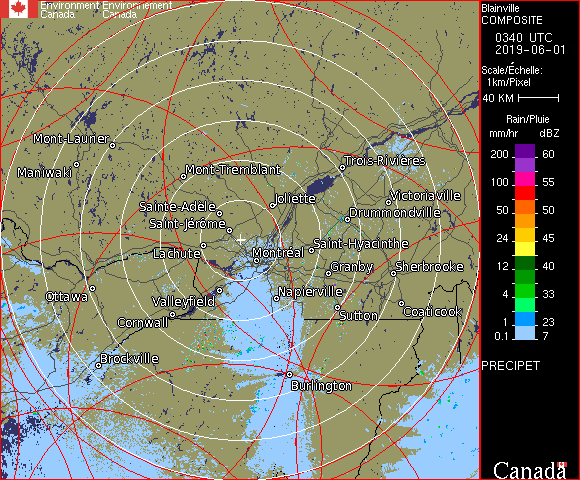 Environment Environnement
Canada Canada
Blainville
COMPOSITE
0340 UTC
2019-06-01
Scale/Échelle:
1km/Pixel
40 KM
Rain/Pluie
mm/hr dBZ
200 60
100 55
50 50
24 45
12 40
4 33
1 23
0.1 7
PRECIPET
Mont-Laurier
Maniwaki
Mont-Tremblant
Trois-Rivières
Joliette
Victoriaville
Sainte-Adele
Drummondville
Saint-Jérôme
Lachute
Montréal
Saint-Hyacinthe
Granby
Sherbrooke
Ottawa
Valleyfield
Napierville
Cornwall
Sutton
Coaticook
Brockville
Burlington
Canada